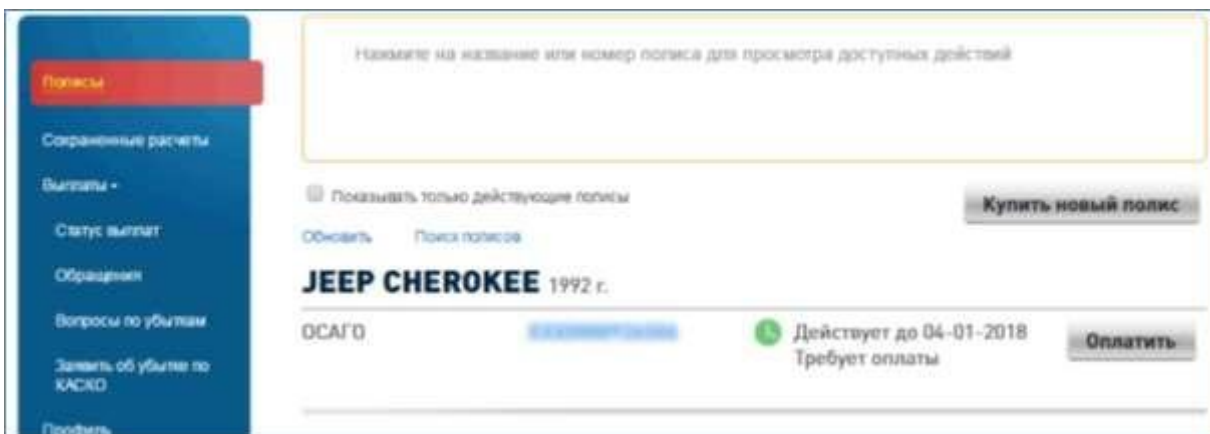 Нажмите на название или номер полиса для просмотра доступных действий
Полисы
Сохраненные расчеты
Выплаты
Показывать только действующие полисы
Купить новый полис
Статус выплат
Обновить Поиск полисов
Обращения
JEEP CHEROKEE 1992 г.
Вопросы по убыткам
ОСАГО
Действует до 04-01-2018
Оплатить
Требует оплаты
Заявить об убытке по
КАСКО
Профиль